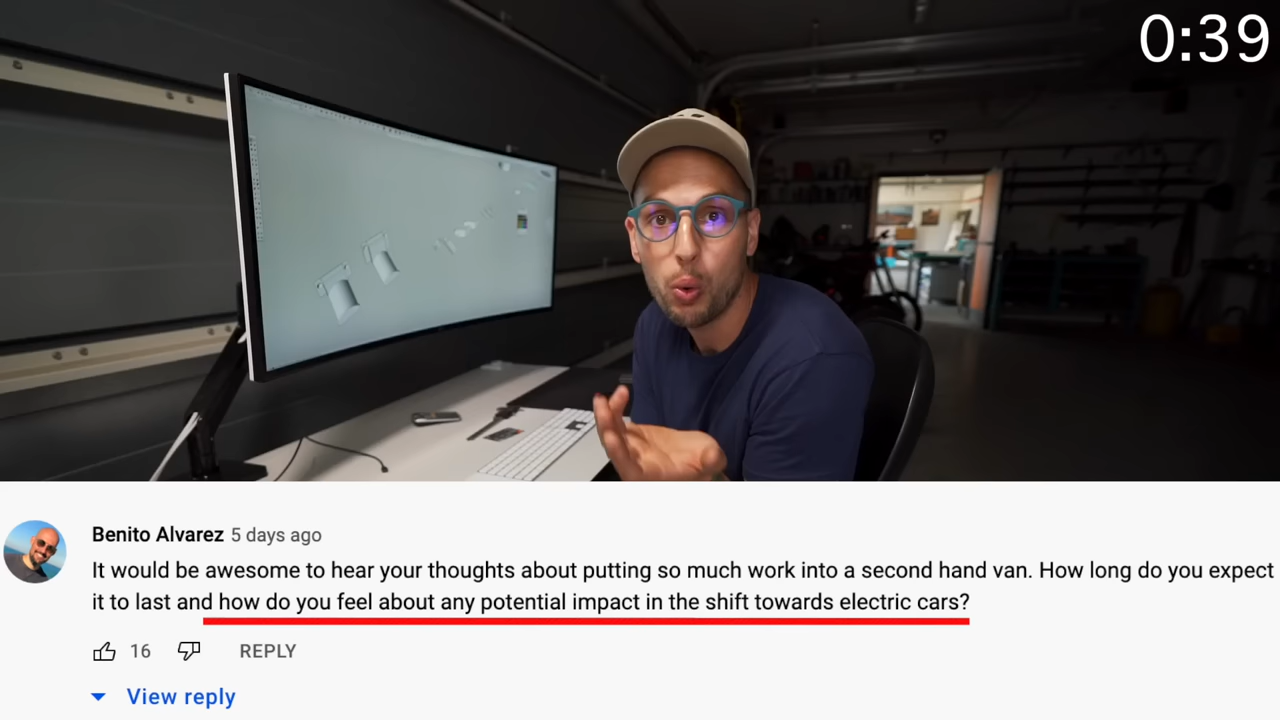 0:39
Benito Alvarez 5 days ago
It would be awesome to hear your thoughts about putting so much work into a second hand van. How long do you expect
it to last and how do you feel about any potential impact in the shift towards electric cars?
16 REPLY
View reply